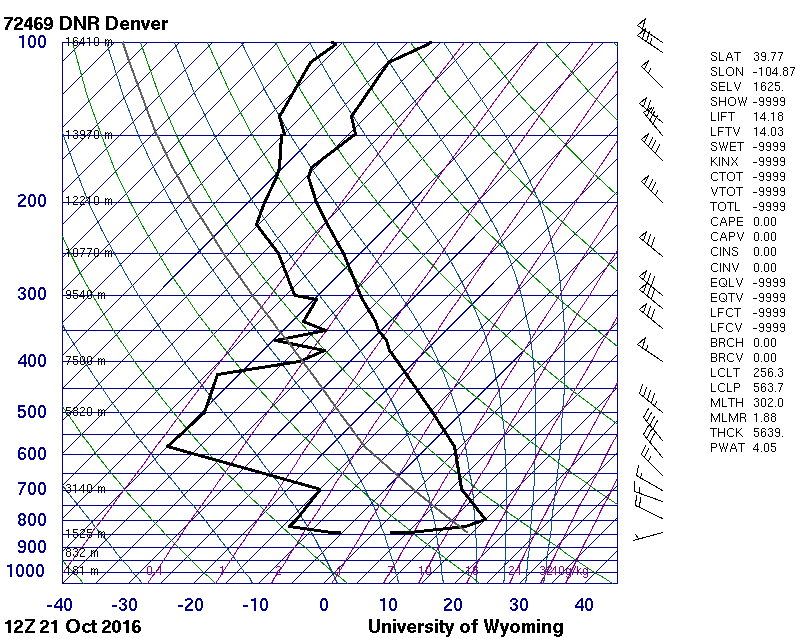 72469 DNR Denver
100
16410 m
13970 m
200
12210 m
10770 m
300
9540 m
400
7500 m
500
5820 m
600
700
3140 m
800
1525 m
900
832 m
1000
181 m
0.4
1
2
4
7
10
16
24
32
40g/kg
-40
-30
-20
-10
0
10
20
30
40
12Z 21 Oct 2016
University of Wyoming
SLAT 39.77
SLON -104.87
SELV 1625.
SHOW -9999
LIFT 14.18
LFTV 14.03
SWET -9999
KINX -9999
CTOT -9999
VTOT -9999
TOTL -9999
CAPE 0.00
CAPV 0.00
CINS 0.00
CINV 0.00
EQLV -9999
EQTV -9999
LFCT -9999
LFCV -9999
BRCH 0.00
BRCV 0.00
LCLT 256.3
LCLP 563.7
MLTH 302.0
MLMR 1.88
THCK 5639.
PWAT 4.05